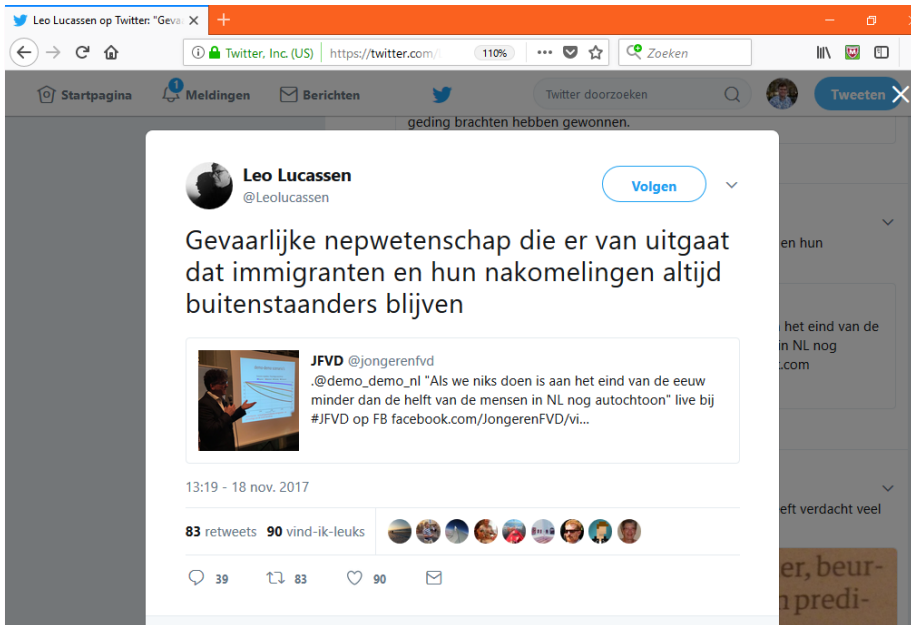 Leo Lucassen op Twitter: "Geva
Twitter, Inc. (US) https://twitter.com/ 110% Zoeken
Startpagina 1 Meldingen Berichten Twitter doorzoeken Tweeten
geding brachten hebben gewonnen.
Leo Lucassen
@Leolucassen
Volgen
Gevaarlijke nepwetenschap die er van uitgaat
dat immigranten en hun nakomelingen altijd
buitenstaanders blijven
en hun
JFVD @jongerenfvd
.@demo_demo_nl "Als we niks doen is aan het eind van de eeuw
minder dan de helft van de mensen in NL nog autochtoon" live bij
#JFVD op FB facebook.com/JongerenFVD/vi...
het eind van de
in NL nog
.com
13:19 - 18 nov. 2017
83 retweets 90 vind-ik-leuks
39 83 90
eft verdacht veel
er, beur-
n predi-